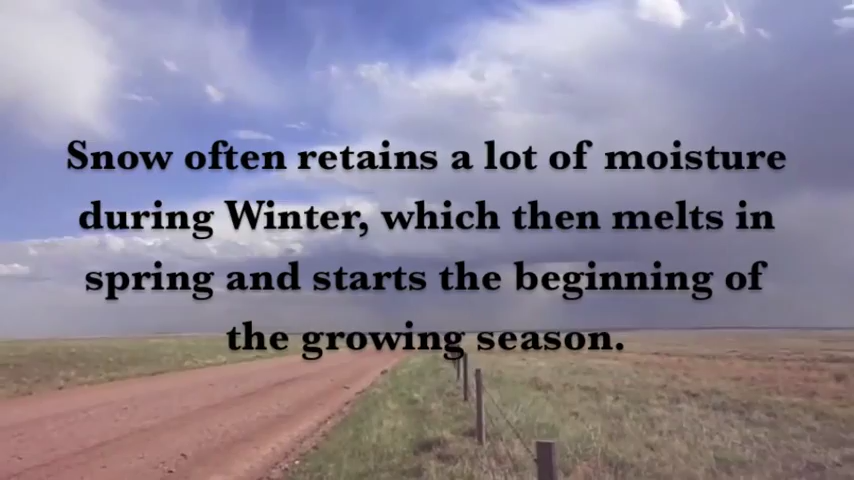 Snow often retains a lot of moisture
during Winter, which then melts in
spring and starts the beginning of
the growing season.